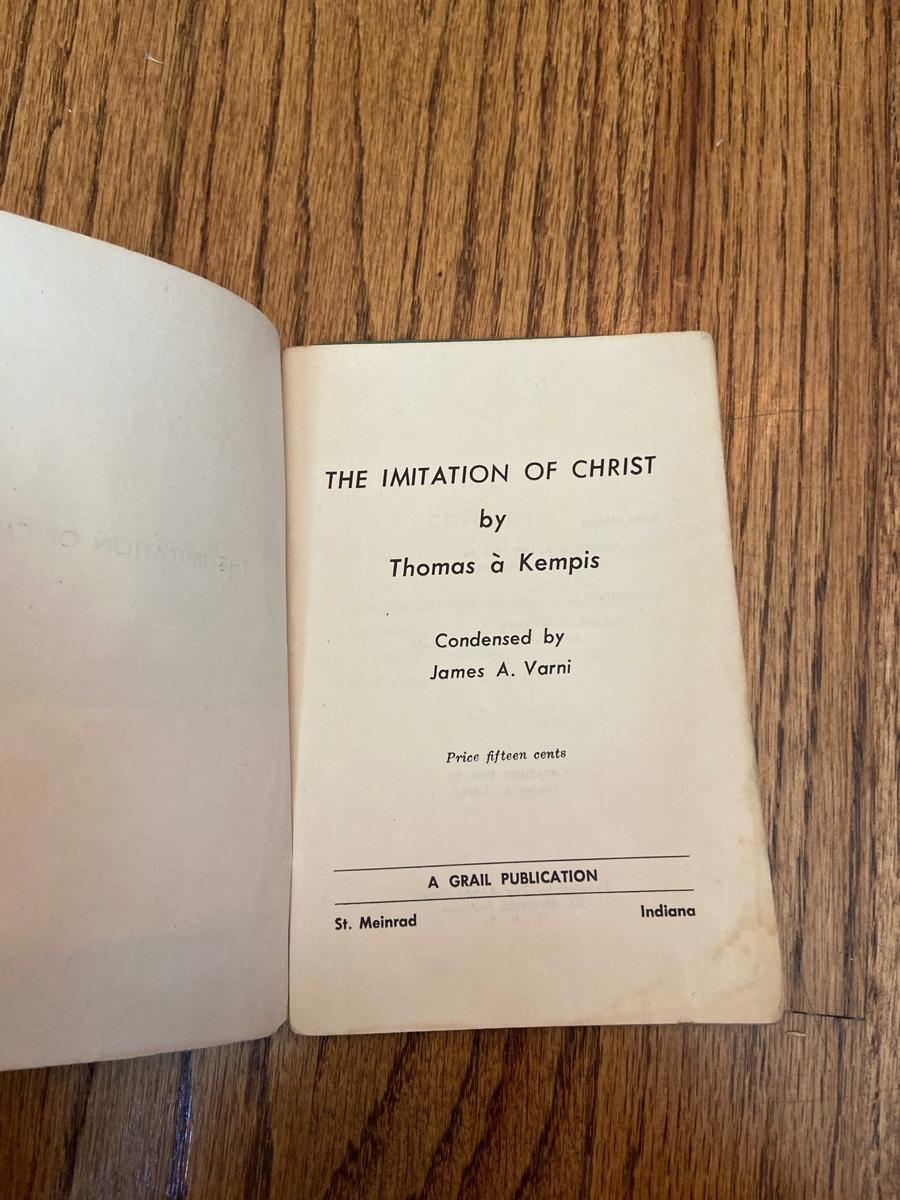 THE IMITATION OF CHRIST
by
Thomas à Kempis
Condensed by
James A. Varni
Price fifteen cents
A GRAIL PUBLICATION
St. Meinrad Indiana